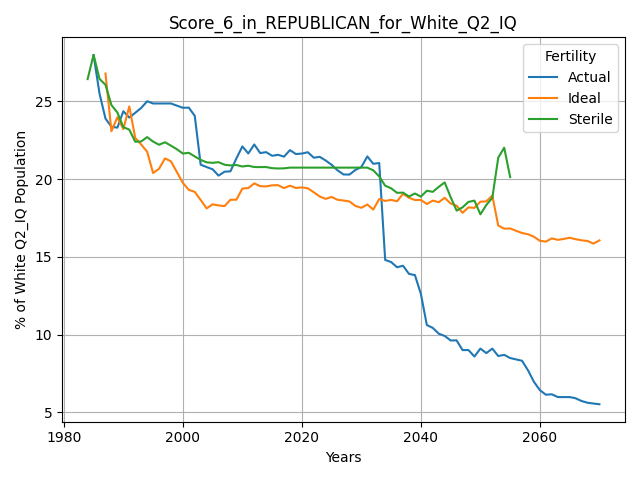 Score_6_in_REPUBLICAN_for_White_Q2_IQ
Fertility
Actual
Ideal
Sterile
% of White Q2_IQ Population
25
20
15
10
5
1980
2000
2020
2040
2060
Years